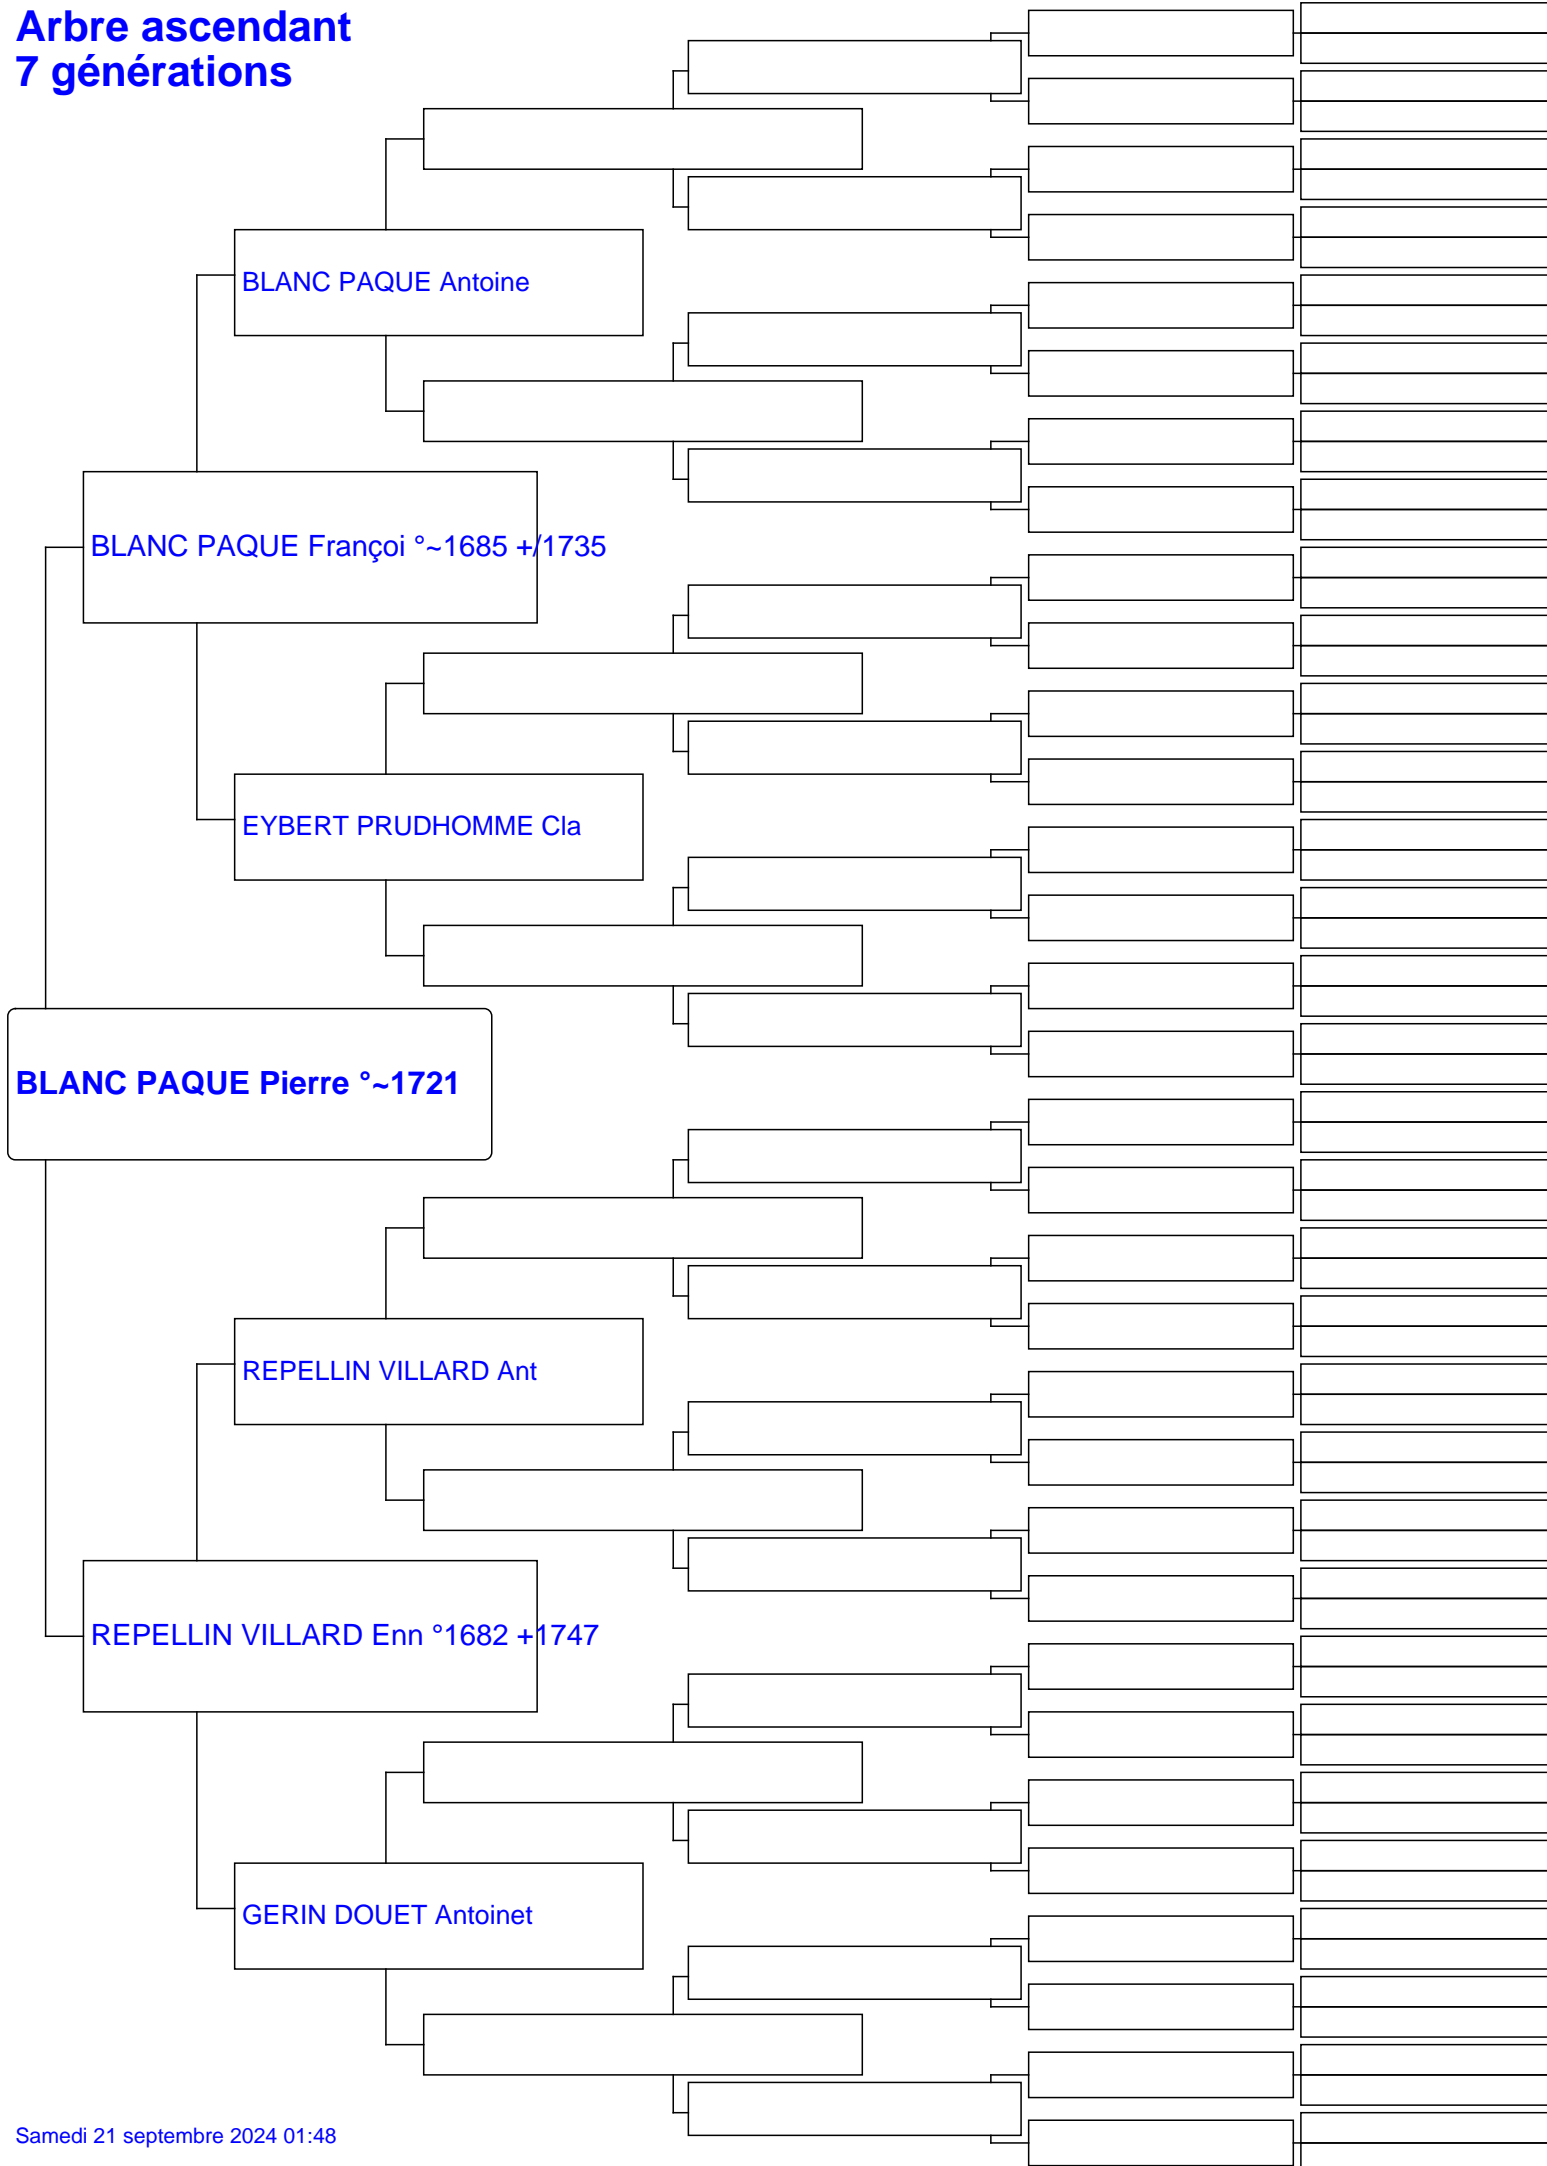 Arbre ascendant
7 générations
BLANC PAQUE Antoine
BLANC PAQUE Françoi °~1685 +/1735
EYBERT PRUDHOMME Cla
BLANC PAQUE Pierre °~1721
REPELLIN VILLARD Ant
REPELLIN VILLARD Enn °1682 +1747
GERIN DOUET Antoinet
Samedi 21 septembre 2024 01:48